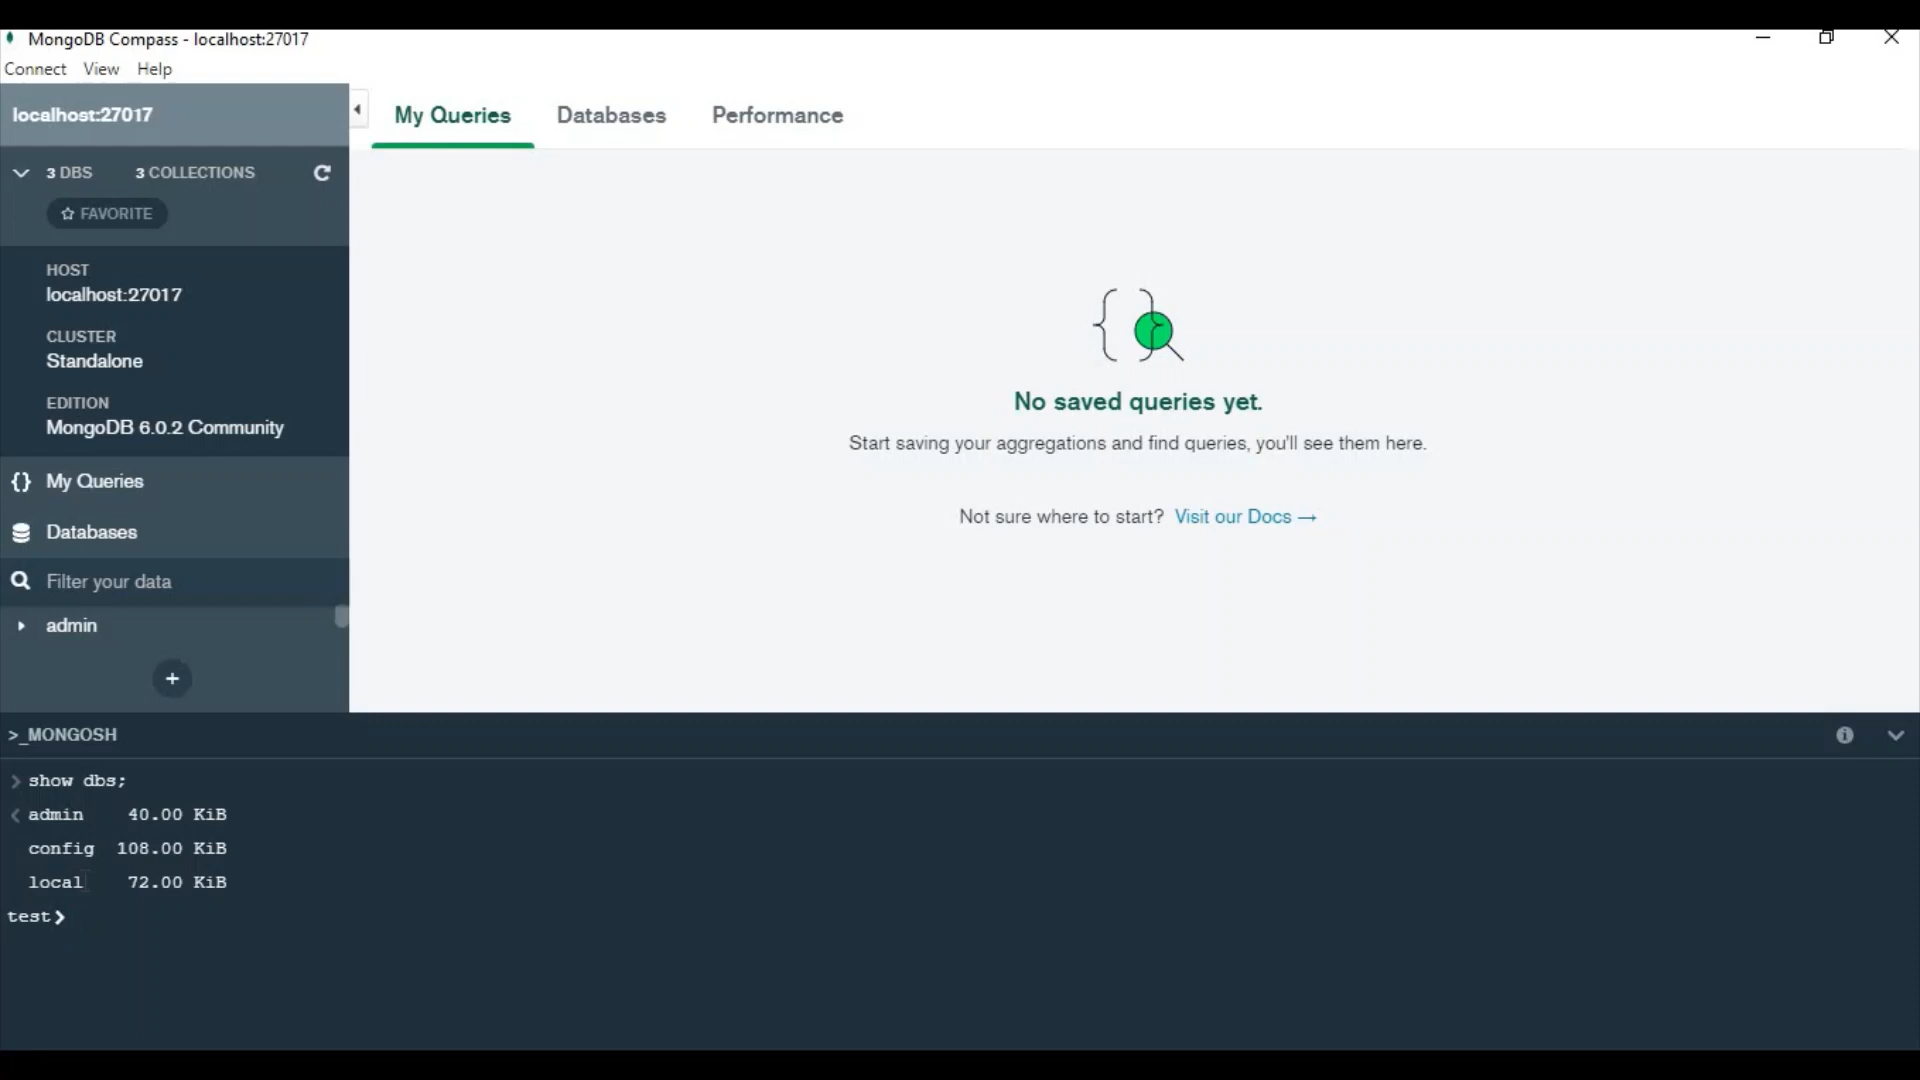 MongoDB Compass - localhost:27017
Connect View Help
localhost:27017
My Queries Databases Performance
3 DBS 3 COLLECTIONS
FAVORITE
HOST
localhost:27017
CLUSTER
Standalone
EDITION
MongoDB 6.0.2 Community
{} My Queries
Databases
Filter your data
admin
+
No saved queries yet.
Start saving your aggregations and find queries, you'll see them here.
Not sure where to start? Visit our Docs →
>_MONGOSH
> show dbs;
< admin 40.00 KiB
config 108.00 KiB
local 72.00 KiB
test>